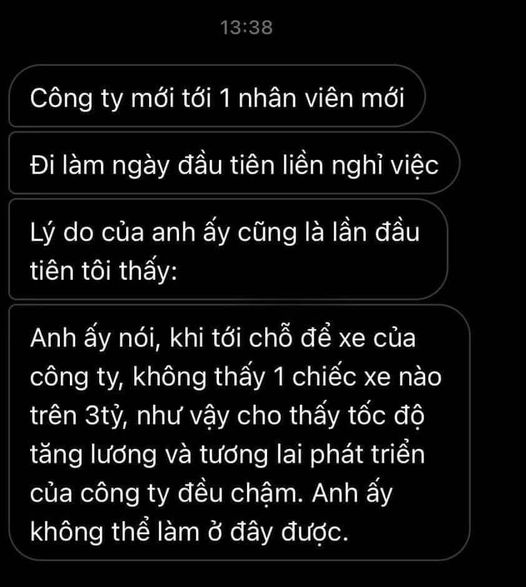 13:38
Công ty mới tới 1 nhân viên mới
Đi làm ngày đầu tiên liền nghỉ việc
Lý do của anh ấy cũng là lần đầu
tiên tôi thấy:
Anh ấy nói, khi tới chỗ để xe của
công ty, không thấy 1 chiếc xe nào
trên 3tỷ, như vậy cho thấy tốc độ
tăng lương và tương lai phát triển
của công ty đều chậm. Anh ấy
không thể làm ở đây được.